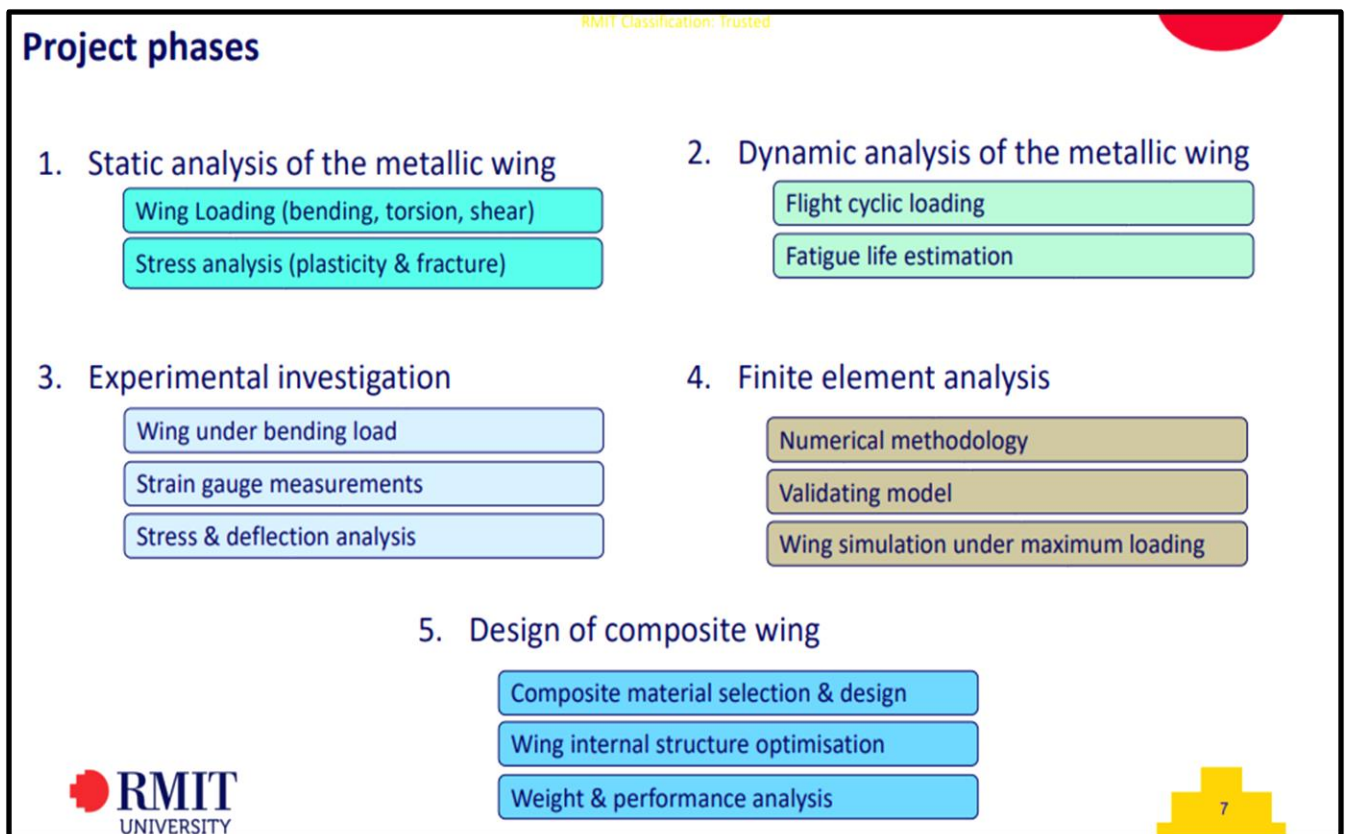 RMIT Classification: Trusted
Project phases
1. Static analysis of the metallic wing
Wing Loading (bending, torsion, shear)
Stress analysis (plasticity & fracture)
2. Dynamic analysis of the metallic wing
Flight cyclic loading
Fatigue life estimation
3. Experimental investigation
Wing under bending load
Strain gauge measurements
Stress & deflection analysis
4. Finite element analysis
Numerical methodology
Validating model
Wing simulation under maximum loading
5. Design of composite wing
Composite material selection & design
Wing internal structure optimisation
Weight & performance analysis
RMIT
UNIVERSITY
7